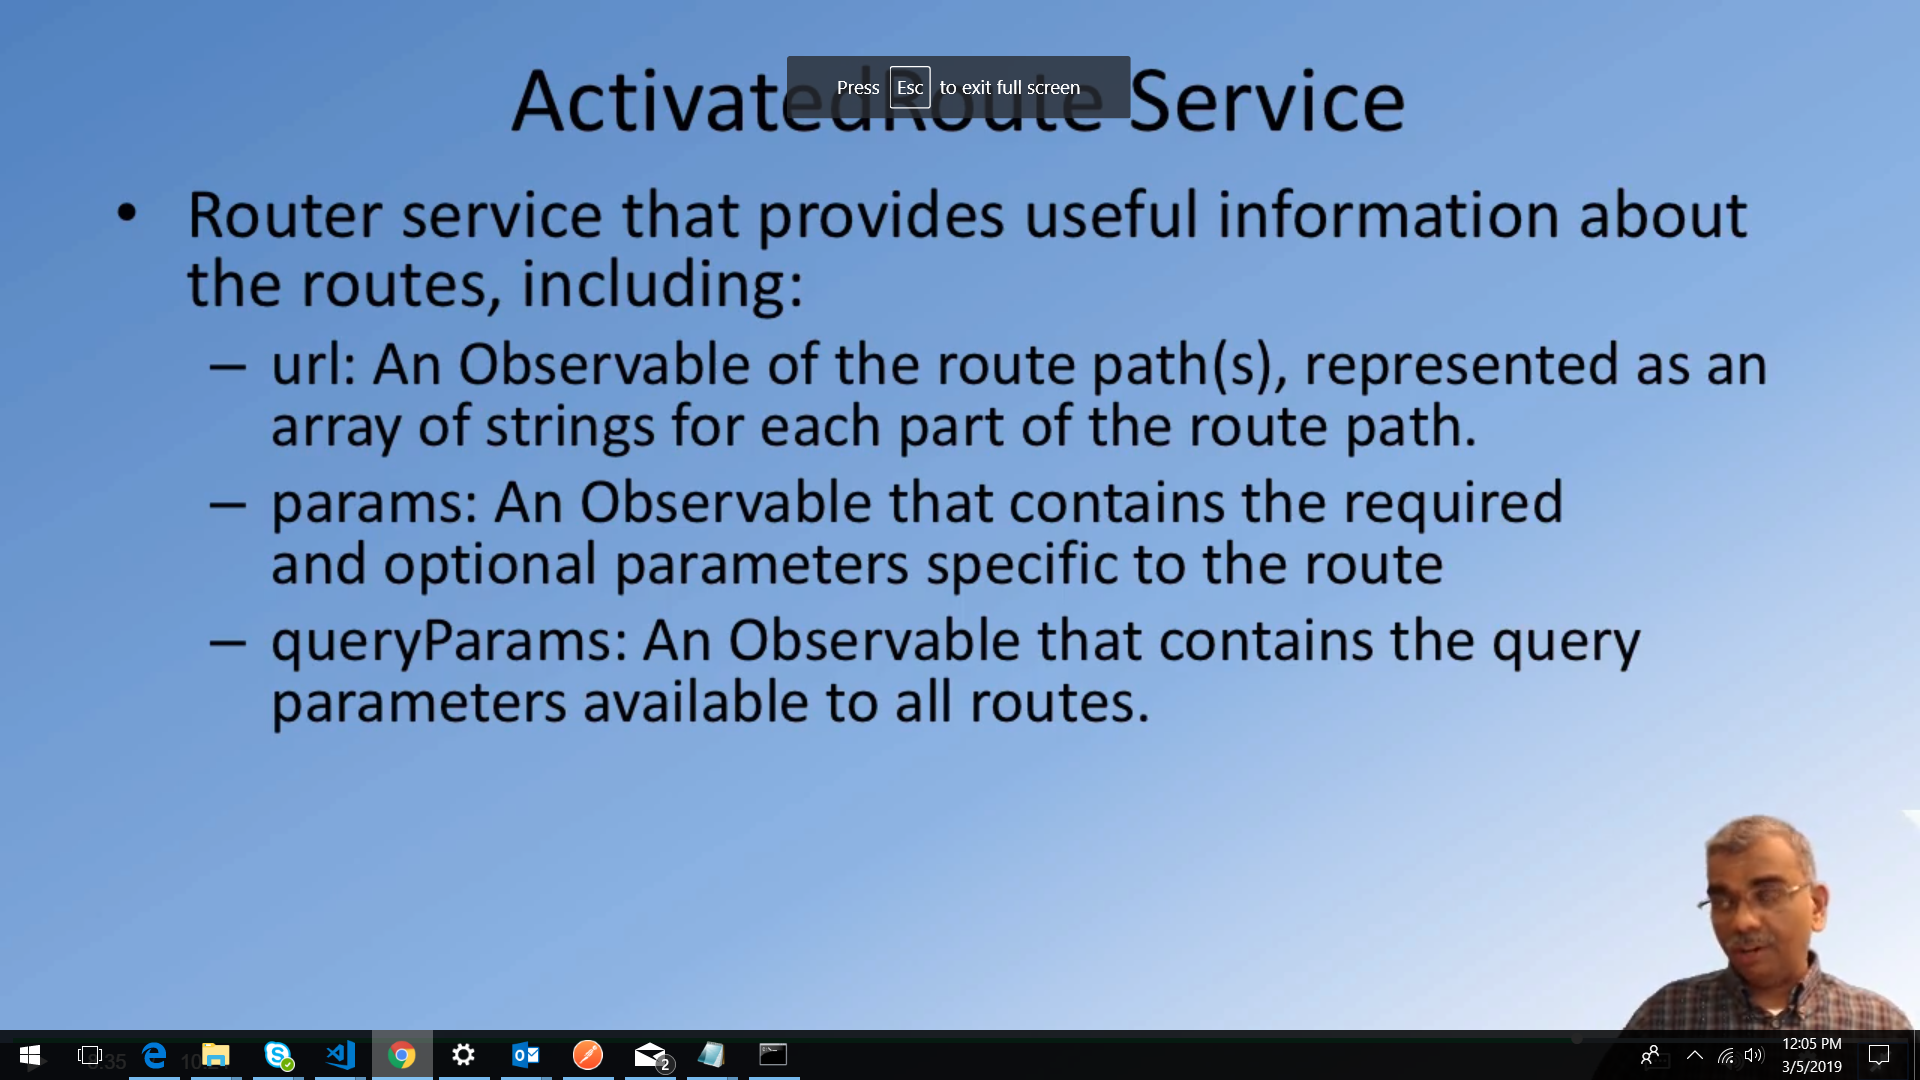 ActivatedRoute Service
Press Esc to exit full screen
• Router service that provides useful information about
the routes, including:
– url: An Observable of the route path(s), represented as an
array of strings for each part of the route path.
– params: An Observable that contains the required
and optional parameters specific to the route
– queryParams: An Observable that contains the query
parameters available to all routes.
2
12:05 PM
3/5/2019